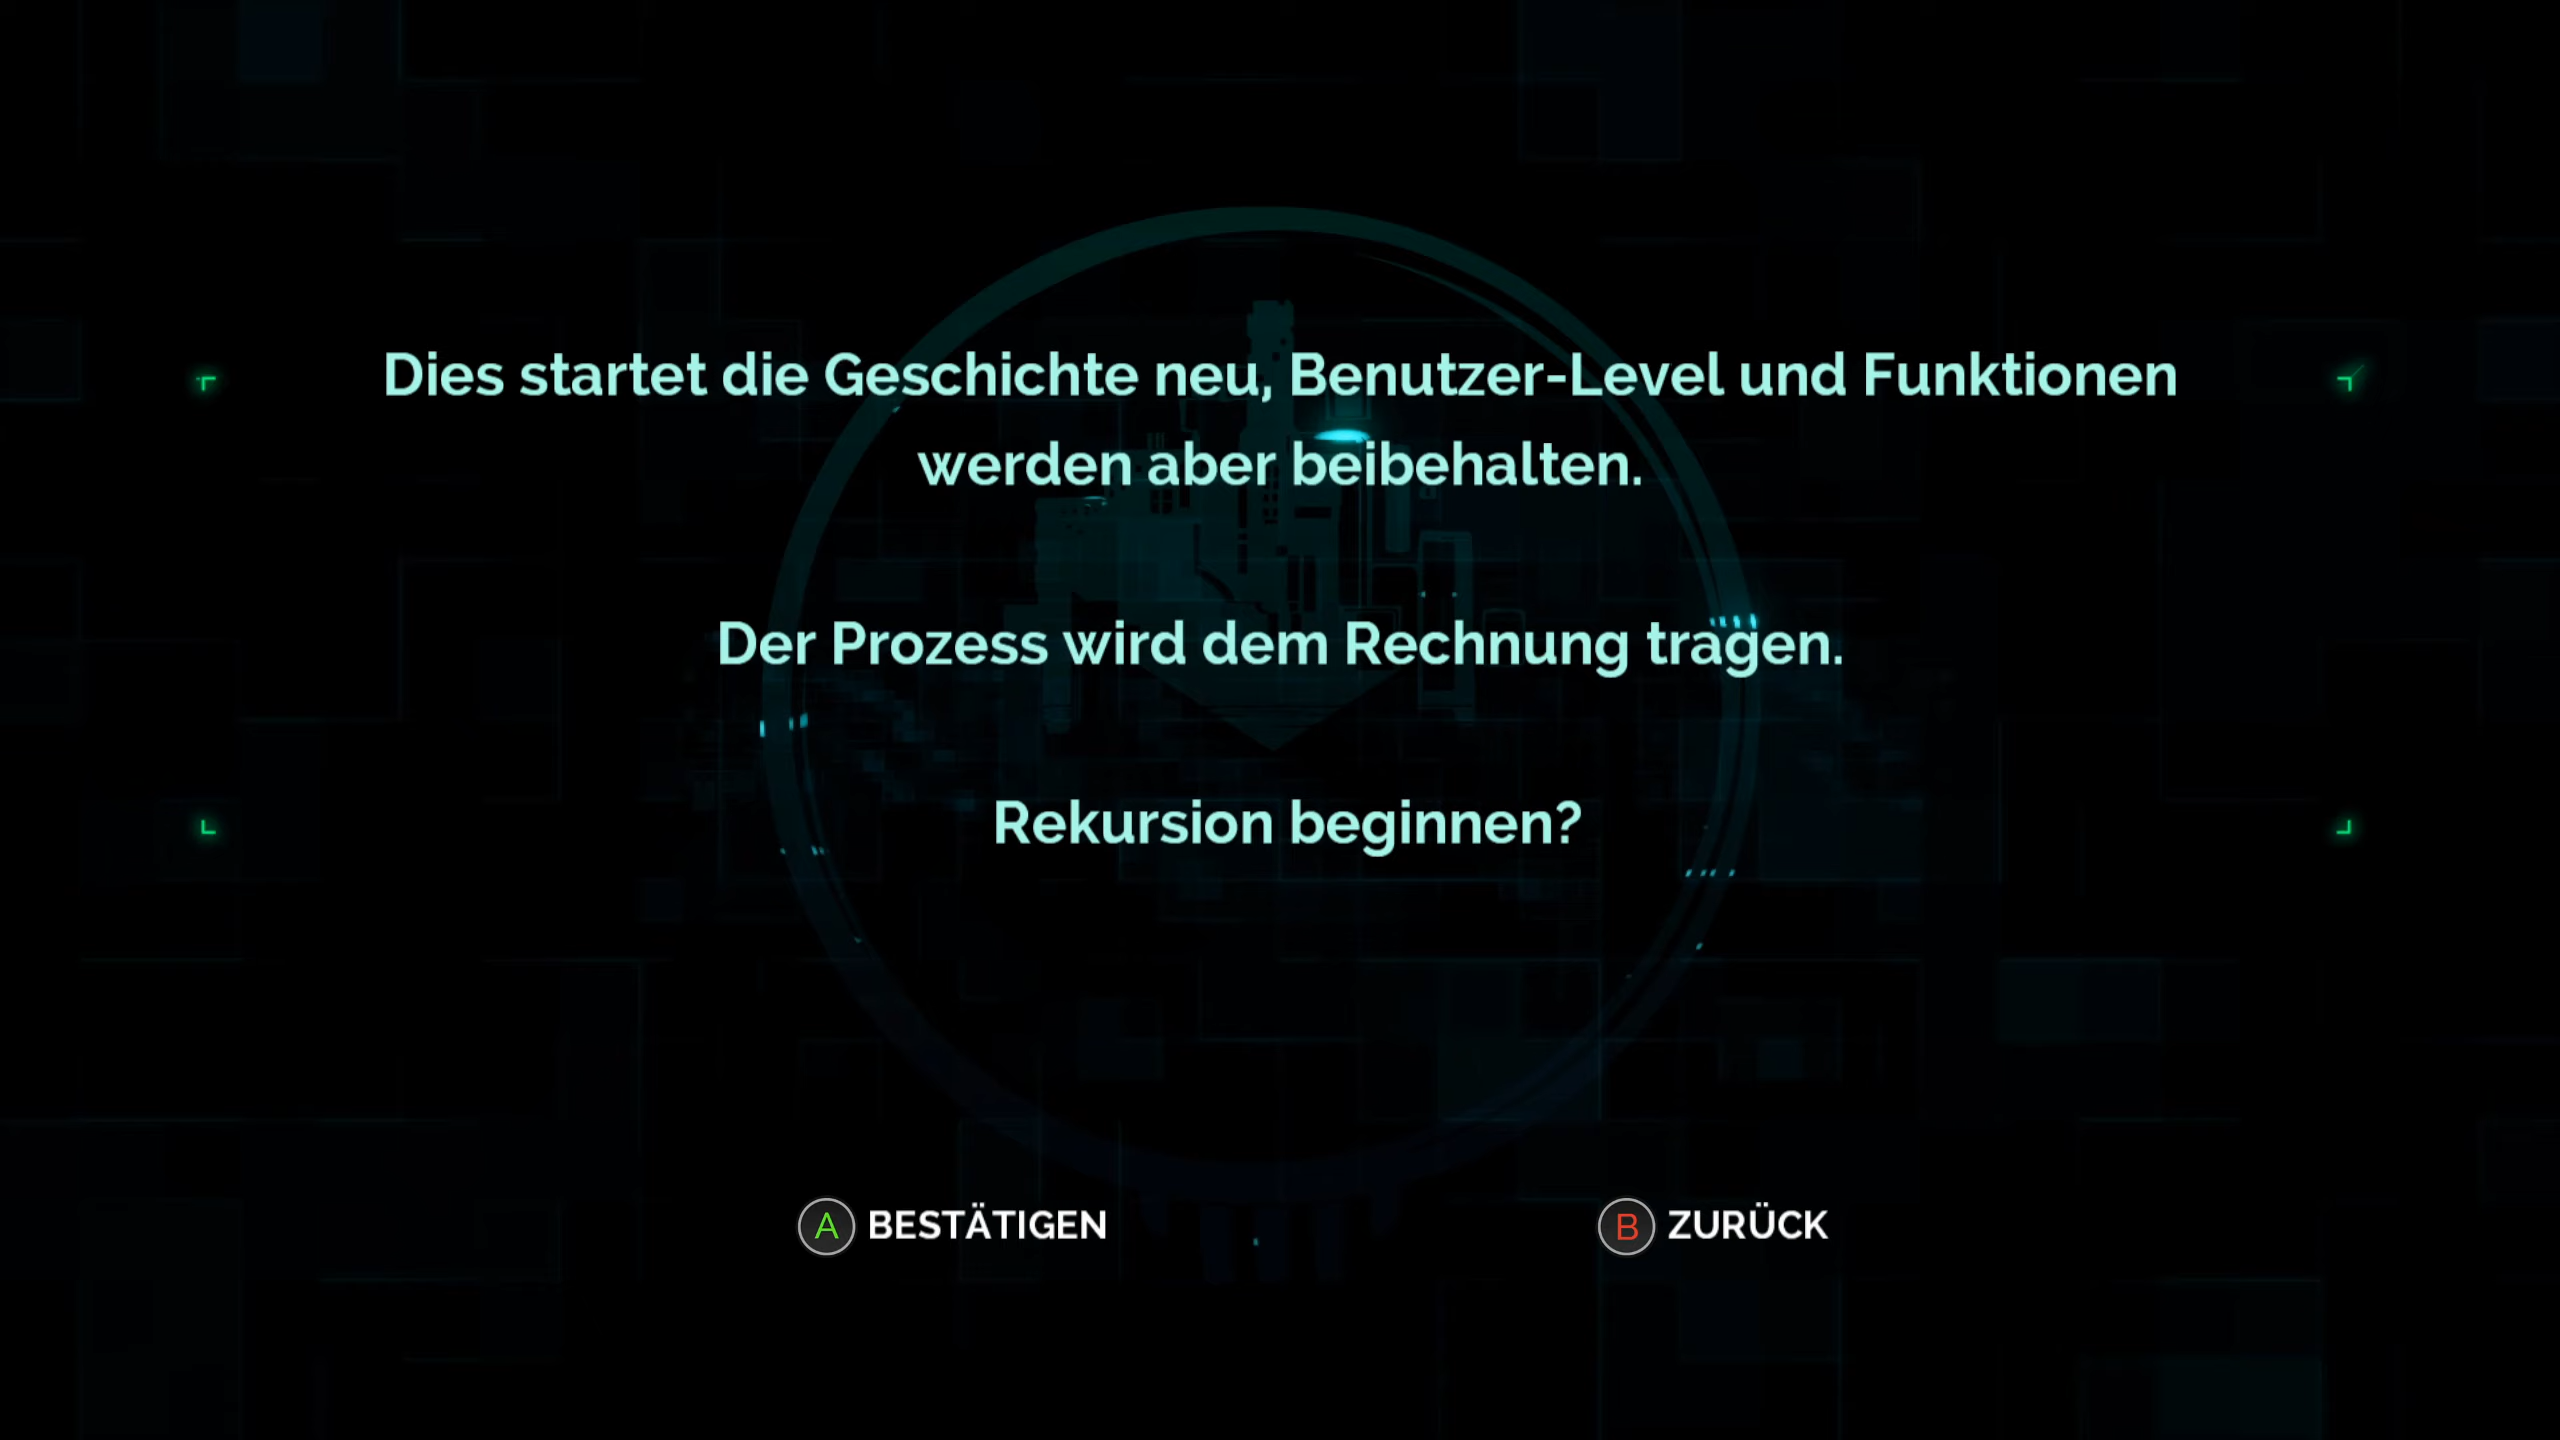 Dies startet die Geschichte neu, Benutzer-Level und Funktionen
werden aber beibehalten.
Der Prozess wird dem Rechnung tragen.
Rekursion beginnen?
A BESTÄTIGEN
B ZURÜCK